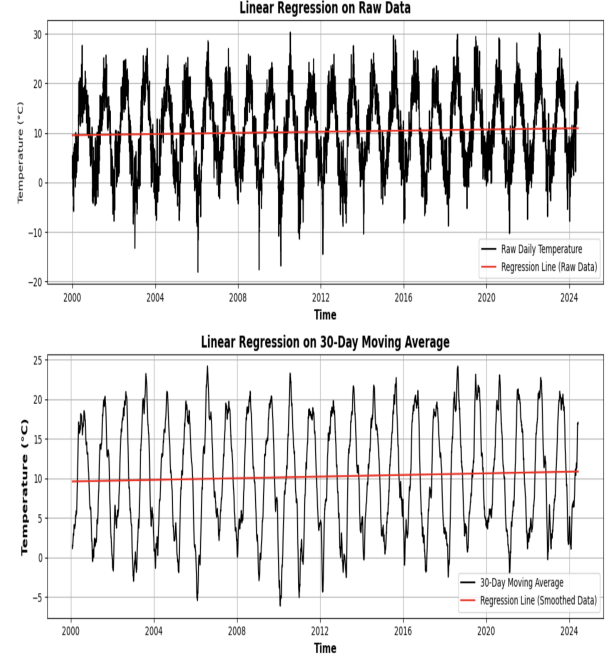 Linear Regression on Raw Data
Temperature (°C)
30
20
10
0
−10
−20
Raw Daily Temperature
Regression Line (Raw Data)
2000 2004 2008 2012 2016 2020 2024
Time
Linear Regression on 30-Day Moving Average
Temperature (°C)
25
20
15
10
5
0
−5
30-Day Moving Average
Regression Line (Smoothed Data)
2000 2004 2008 2012 2016 2020 2024
Time